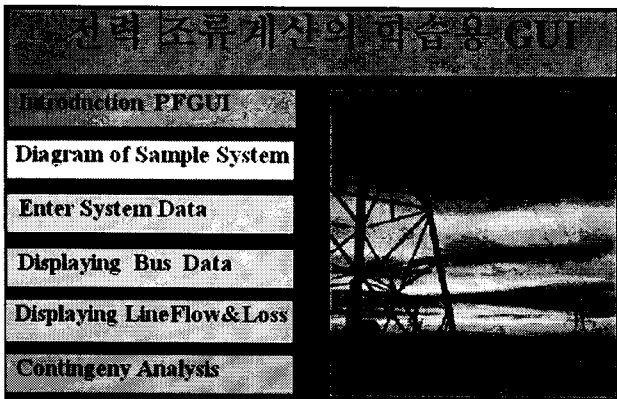 전력 조류계산의 학습용 GUI
Introduction PFGUI
Diagram of Sample System
Enter System Data
Displaying Bus Data
Displaying LineFlow&Loss
Contingeny Analysis